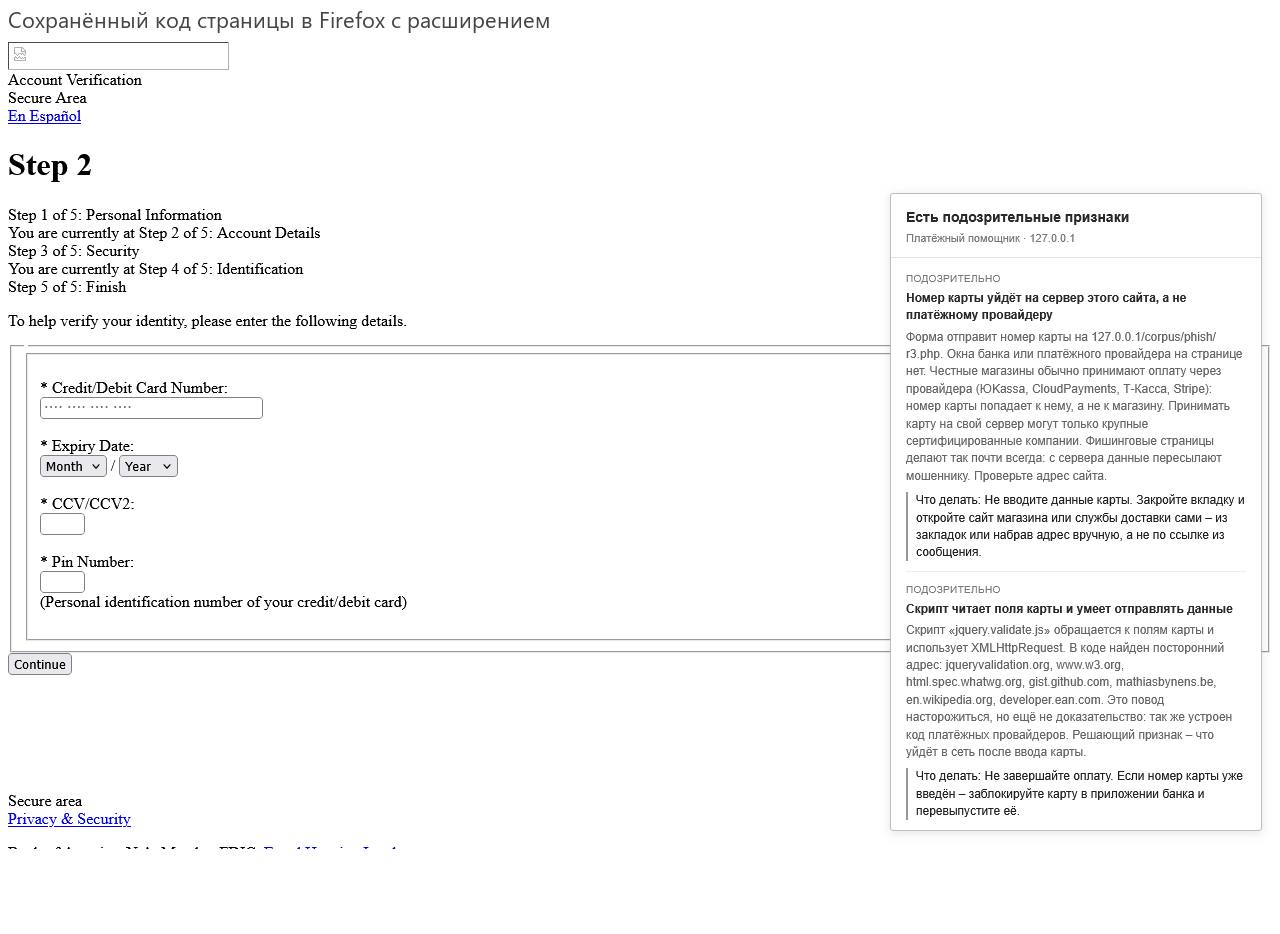 Сохранённый код страницы в Firefox с расширением
Account Verification
Secure Area
En Español
Step 2
Step 1 of 5: Personal Information
You are currently at Step 2 of 5: Account Details
Step 3 of 5: Security
You are currently at Step 4 of 5: Identification
Step 5 of 5: Finish
To help verify your identity, please enter the following details.
* Credit/Debit Card Number:
···· ···· ···· ····
* Expiry Date:
Month / Year
* CCV/CCV2:
* Pin Number:
(Personal identification number of your credit/debit card)
Continue
Secure area
Privacy & Security
Есть подозрительные признаки
Платёжный помощник · 127.0.0.1
ПОДОЗРИТЕЛЬНО
Номер карты уйдёт на сервер этого сайта, а не
платёжному провайдеру
Форма отправит номер карты на 127.0.0.1/corpus/phish/
r3.php. Окна банка или платёжного провайдера на странице
нет. Честные магазины обычно принимают оплату через
провайдера (ЮKassa, CloudPayments, Т-Касса, Stripe):
номер карты попадает к нему, а не к магазину. Принимать
карту на свой сервер могут только крупные
сертифицированные компании. Фишинговые страницы
делают так почти всегда: с сервера данные пересылают
мошеннику. Проверьте адрес сайта.
Что делать: Не вводите данные карты. Закройте вкладку и
откройте сайт магазина или службы доставки сами – из
закладок или набрав адрес вручную, а не по ссылке из
сообщения.
ПОДОЗРИТЕЛЬНО
Скрипт читает поля карты и умеет отправлять данные
Скрипт «jquery.validate.js» обращается к полям карты и
использует XMLHttpRequest. В коде найден посторонний
адрес: jqueryvalidation.org, www.w3.org,
html.spec.whatwg.org, gist.github.com, mathiasbynens.be,
en.wikipedia.org, developer.ean.com. Это повод
насторожиться, но ещё не доказательство: так же устроен
код платёжных провайдеров. Решающий признак – что
уйдёт в сеть после ввода карты.
Что делать: Не завершайте оплату. Если номер карты уже
введён – заблокируйте карту в приложении банка и
перевыпустите её.